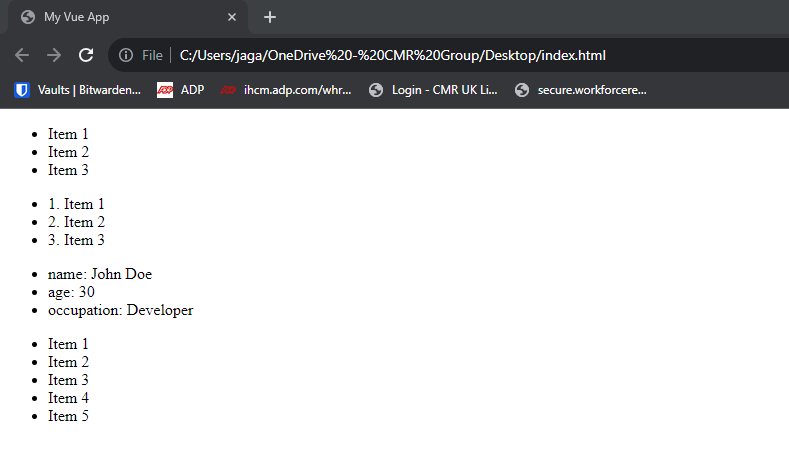 My Vue App
File C:/Users/jaga/OneDrive%20-%20CMR%20Group/Desktop/index.html
Vaults | Bitwarden... ADP ihcm.adp.com/whr... Login - CMR UK Li... secure.workforcere...
Item 1
Item 2
Item 3
1. Item 1
2. Item 2
3. Item 3
name: John Doe
age: 30
occupation: Developer
Item 1
Item 2
Item 3
Item 4
Item 5